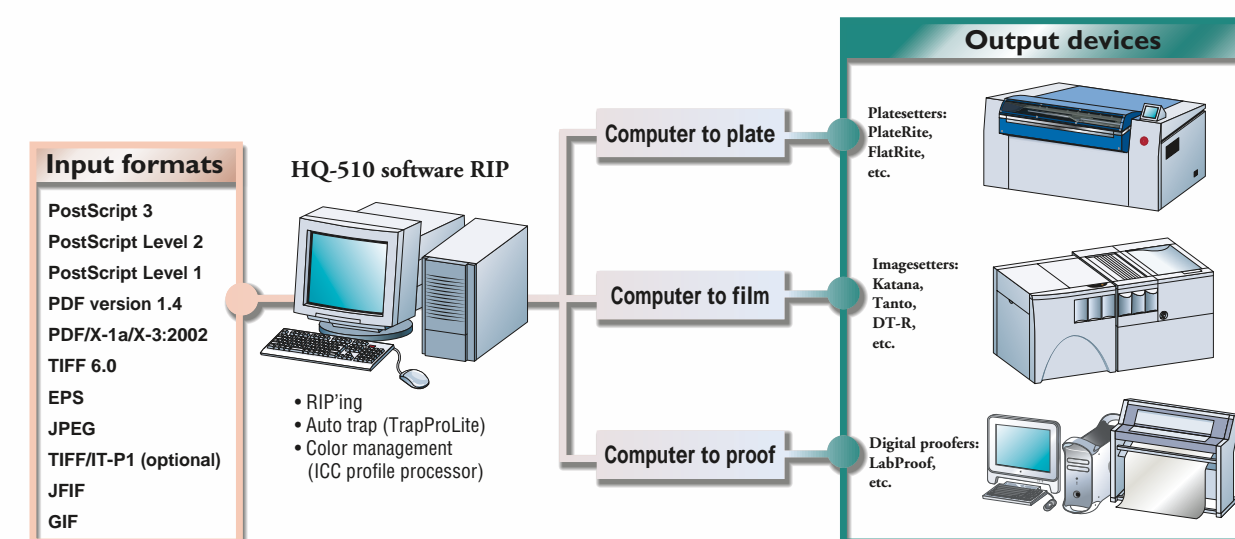 Input formats
PostScript 3
PostScript Level 2
PostScript Level 1
PDF version 1.4
PDF/X-1a/X-3:2002
TIFF 6.0
EPS
JPEG
TIFF/IT-P1 (optional)
JFIF
GIF
HQ-510 software RIP
• RIP'ing
• Auto trap (TrapProLite)
• Color management
(ICC profile processor)
Computer to plate
Computer to film
Computer to proof
Output devices
Platesetters:
PlateRite,
FlatRite,
etc.
Imagesetters:
Katana,
Tanto,
DT-R,
etc.
Digital proofers:
LabProof,
etc.